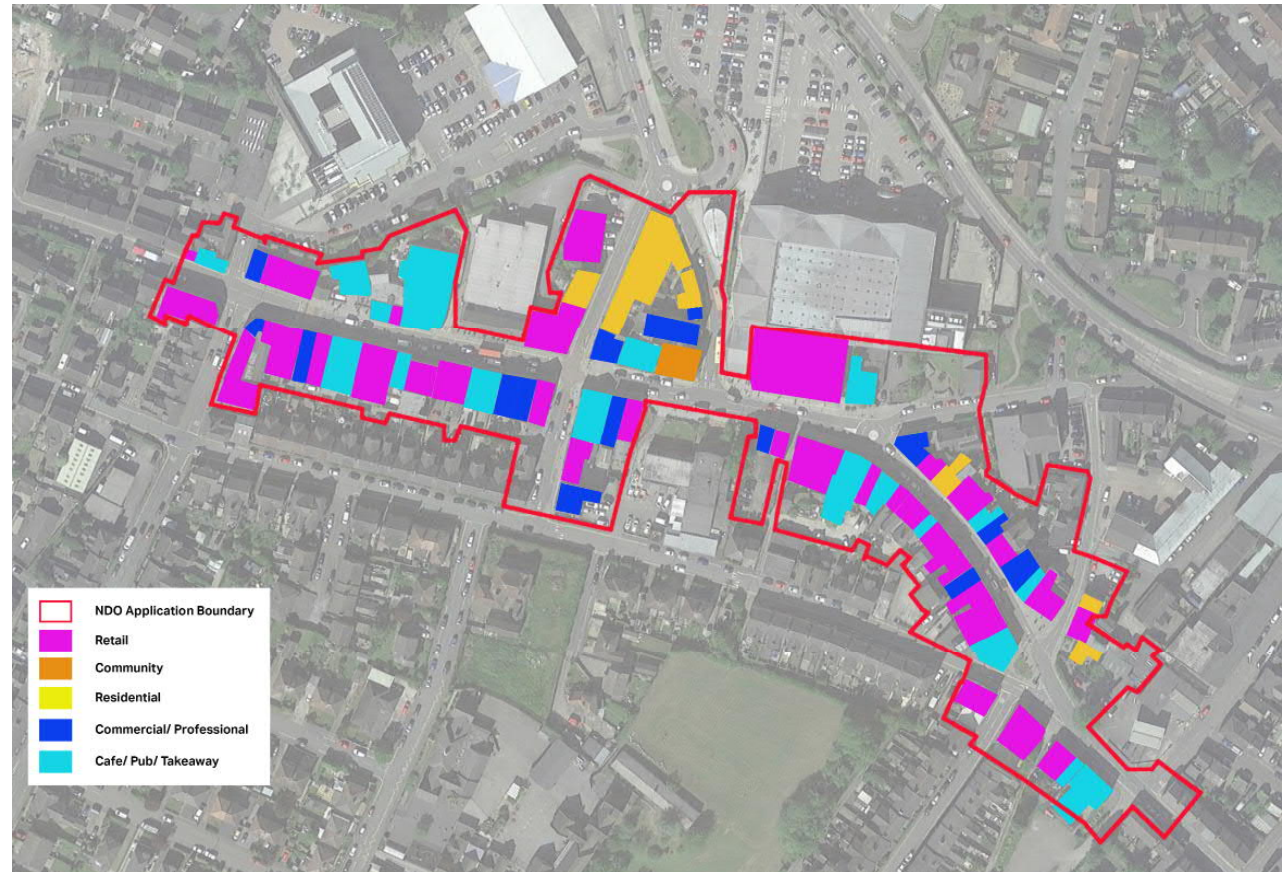 NDO Application Boundary
Retail
Community
Residential
Commercial/ Professional
Cafe/ Pub/ Takeaway